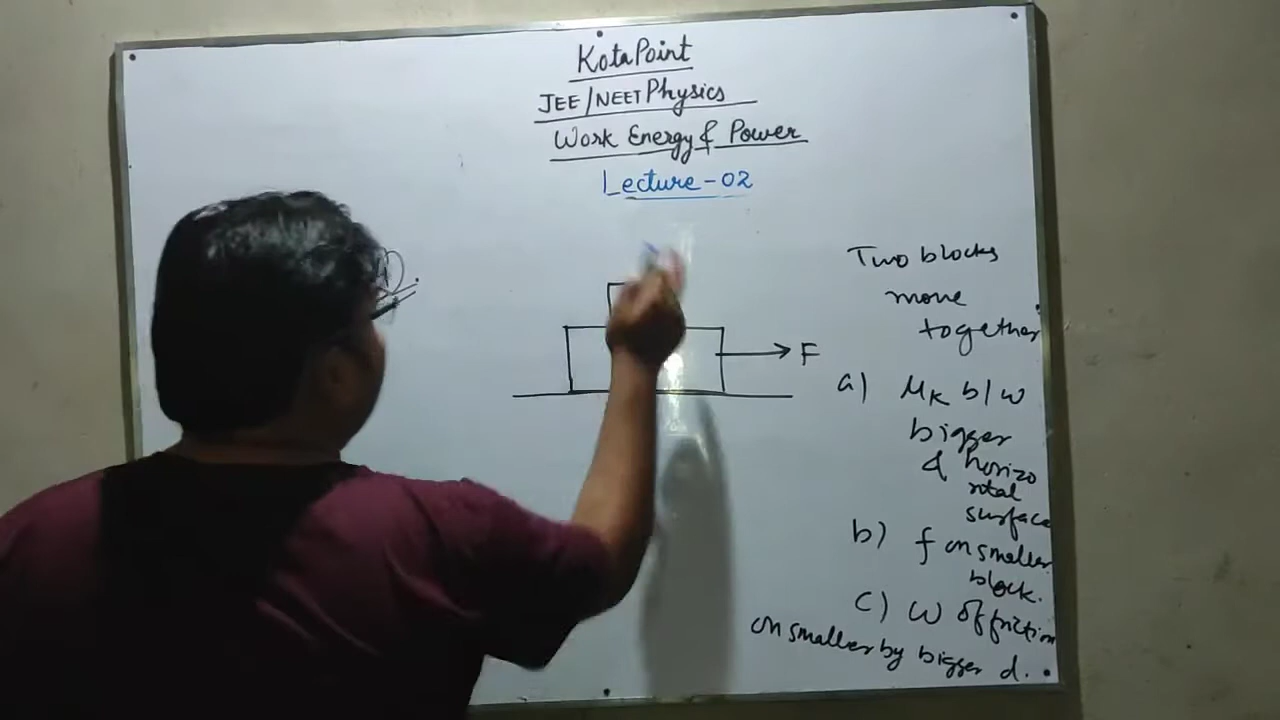 KotaPoint
JEE/NEET Physics
Work Energy & Power
Lecture-02
Two blocks
move
together
F
a) μK b/w
bigger
& horizo
ntal
surface
b) f on smaller
block.
c) W of friction
on smaller by bigger d.